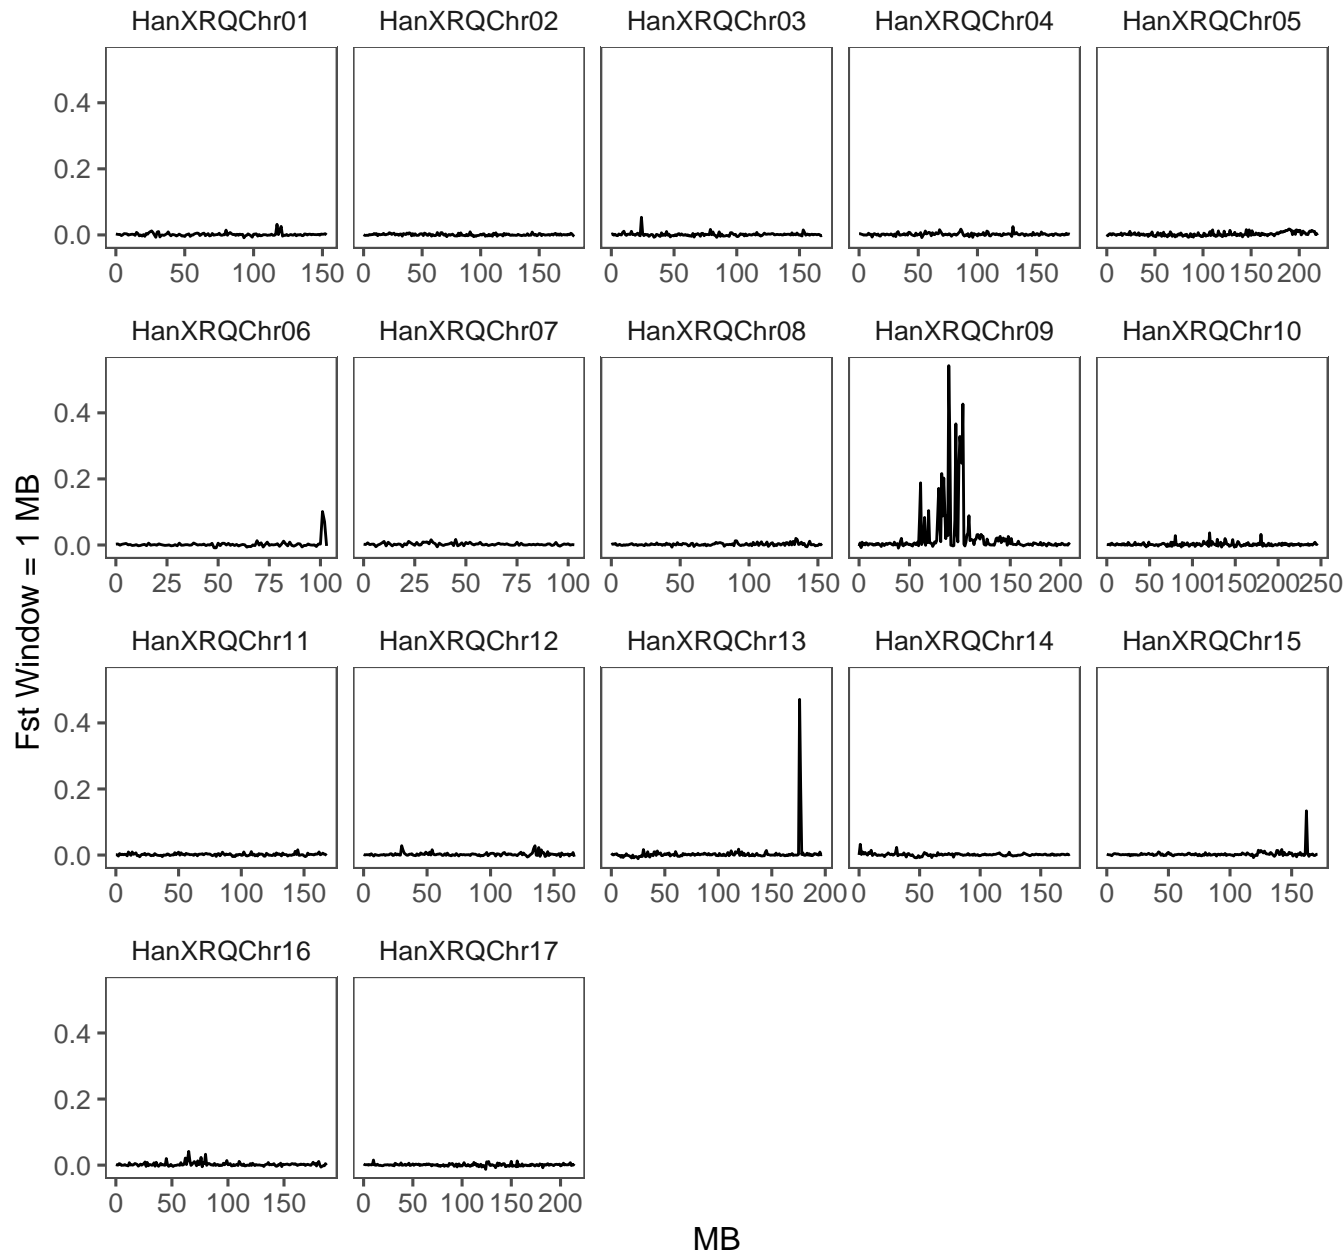 HanXRQChr01 HanXRQChr02 HanXRQChr03 HanXRQChr04 HanXRQChr05
0.4
0.2
0.0
0 50 100 150 0 50 100 150 0 50 100 150 0 50 100 150 0 50 100 150 200
HanXRQChr06 HanXRQChr07 HanXRQChr08 HanXRQChr09 HanXRQChr10
0.4
0.2
0.0
0 25 50 75 100 0 25 50 75 100 0 50 100 150 0 50 100 150 200 0 50 100 150 200 250
Fst Window = 1 MB
HanXRQChr11 HanXRQChr12 HanXRQChr13 HanXRQChr14 HanXRQChr15
0.4
0.2
0.0
0 50 100 150 0 50 100 150 0 50 100 150 200 0 50 100 150 0 50 100 150
HanXRQChr16 HanXRQChr17
0.4
0.2
0.0
0 50 100 150 0 50 100 150 200
MB